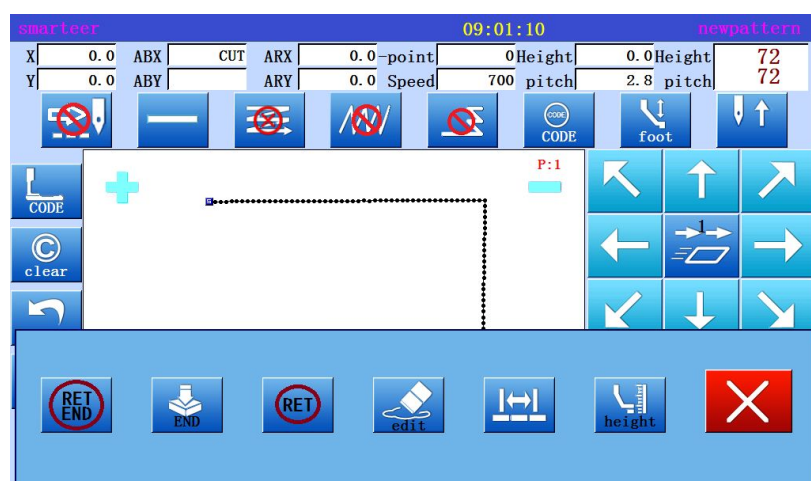 smarteer 09:01:10 newpattern
X 0.0 ABX CUT ARX 0.0 -point 0 Height 0.0 Height 72
Y 0.0 ABY ARY 0.0 Speed 700 pitch 2.8 pitch 72
CODE
CODE foot
P:1
CODE
1
C
clear
RET
END
END
RET
edit
height